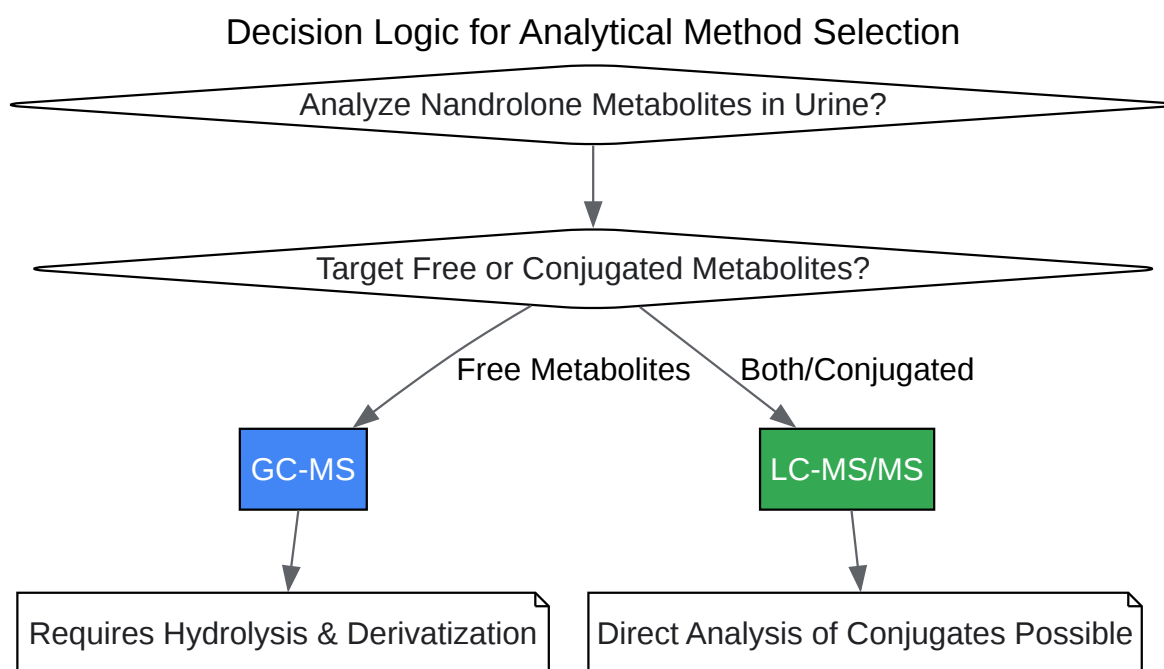 Decision Logic for Analytical Method Selection
Analyze Nandrolone Metabolites in Urine?
Target Free or Conjugated Metabolites?
Free Metabolites
Both/Conjugated
GC-MS
LC-MS/MS
Requires Hydrolysis & Derivatization
Direct Analysis of Conjugates Possible